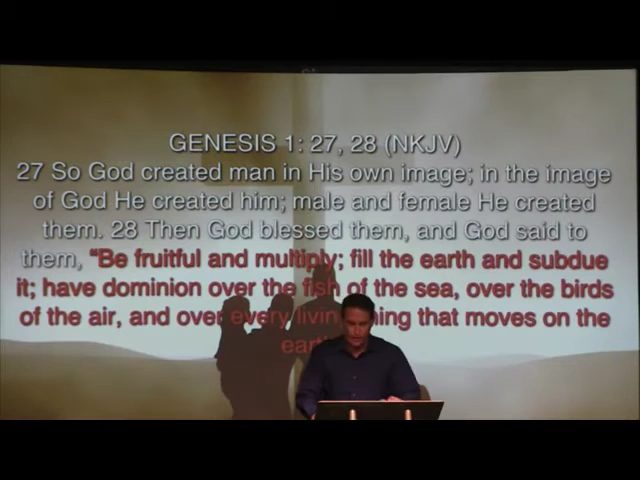 GENESIS 1: 27, 28 (NKJV)
27 So God created man in His own image; in the image
of God He created him; male and female He created
them. 28 Then God blessed them, and God said to
them, “Be fruitful and multiply; fill the earth and subdue
it; have dominion over the fish of the sea, over the birds
of the air, and over every living thing that moves on the